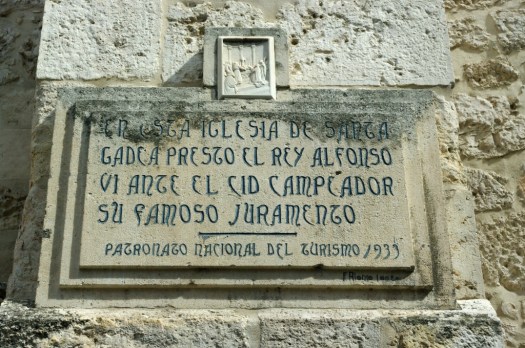 EN ESTA IGLESIA DE SANTA
GADEA PRESTO EL REY ALFONSO
VI ANTE EL CID CAMPEADOR
SU FAMOSO JURAMENTO
PATRONATO NACIONAL DEL TURISMO 1933